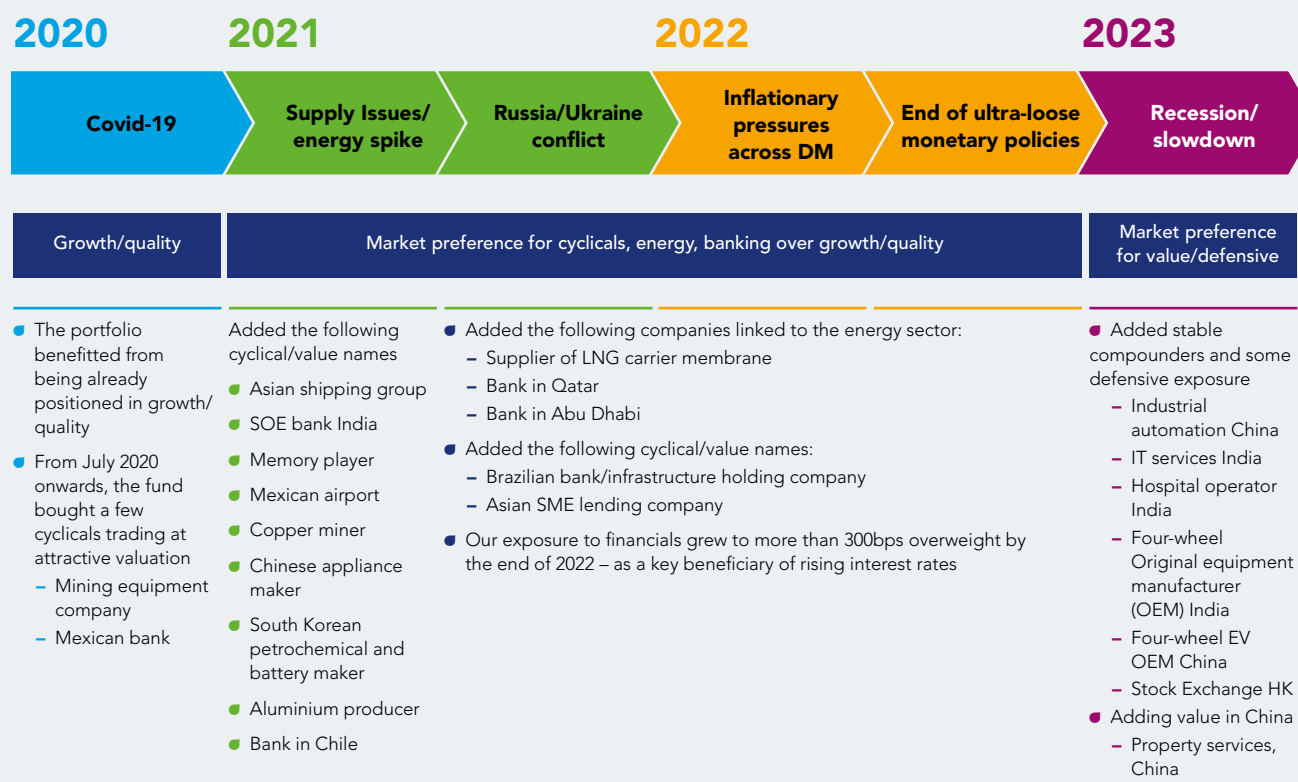 2020
2021
2022
2023
Covid-19
Supply Issues/
energy spike
Russia/Ukraine
conflict
Inflationary
pressures
across DM
End of ultra-loose
monetary policies
Recession/
slowdown
Growth/quality
Market preference for cyclicals, energy, banking over growth/quality
Market preference
for value/defensive
The portfolio
benefitted from
being already
positioned in growth/
quality
From July 2020
onwards, the fund
bought a few
cyclicals trading at
attractive valuation
– Mining equipment
company
– Mexican bank
Added the following
cyclical/value names
Asian shipping group
SOE bank India
Memory player
Mexican airport
Copper miner
Chinese appliance
maker
South Korean
petrochemical and
battery maker
Aluminium producer
Bank in Chile
Added the following companies linked to the energy sector:
– Supplier of LNG carrier membrane
– Bank in Qatar
– Bank in Abu Dhabi
Added the following cyclical/value names:
– Brazilian bank/infrastructure holding company
– Asian SME lending company
Our exposure to financials grew to more than 300bps overweight by
the end of 2022 – as a key beneficiary of rising interest rates
Added stable
compounders and some
defensive exposure
– Industrial
automation China
– IT services India
– Hospital operator
India
– Four-wheel
Original equipment
manufacturer
(OEM) India
– Four-wheel EV
OEM China
– Stock Exchange HK
Adding value in China
– Property services,
China